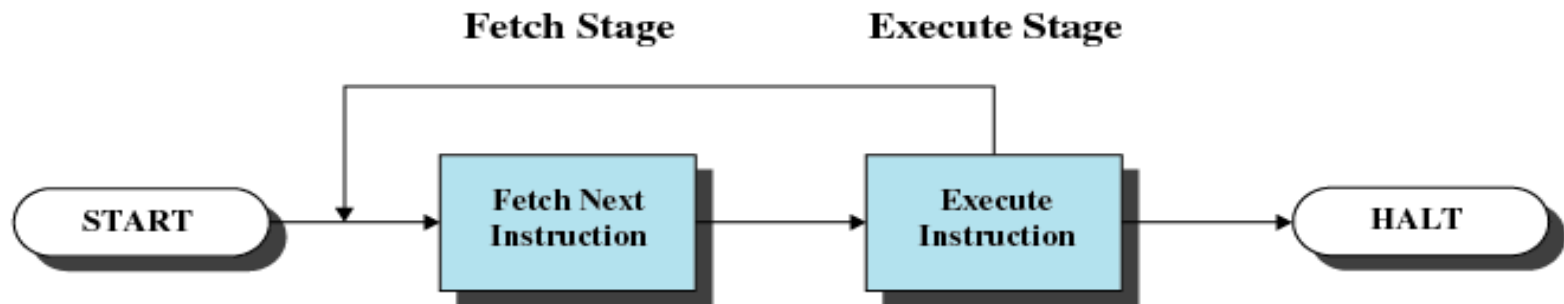 Fetch Stage
Execute Stage
START
Fetch Next
Instruction
Execute
Instruction
HALT